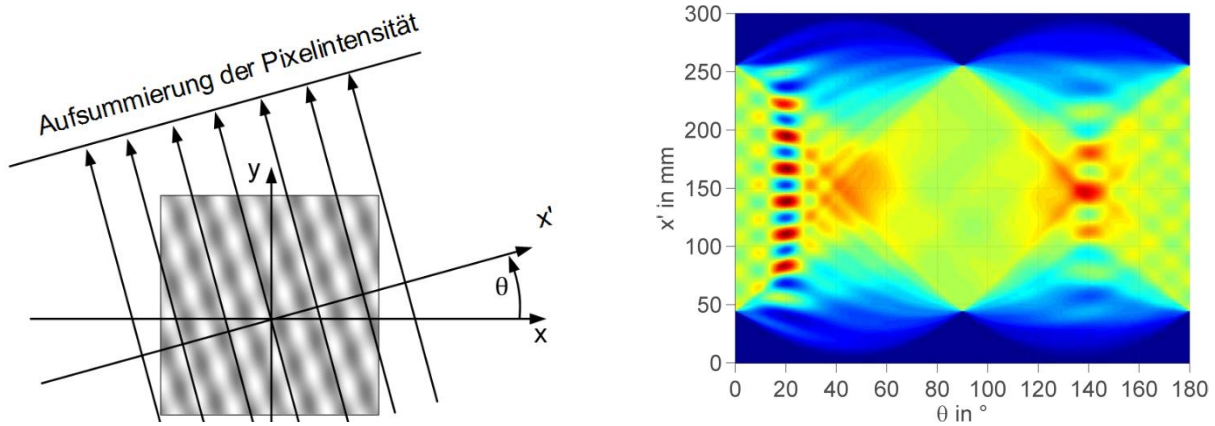 Aufsummierung der Pixelintensität
y
x'
θ
x
300
250
200
150
100
50
0
x' in mm
0 20 40 60 80 100 120 140 160 180
θ in °